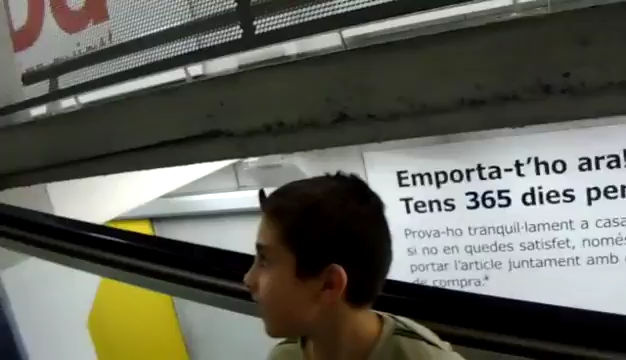 Emporta-t'ho ara!
Tens 365 dies per
Prova-ho tranquil·lament a casa
si no en quedes satisfet, només
portar l'article juntament amb
de compra.*